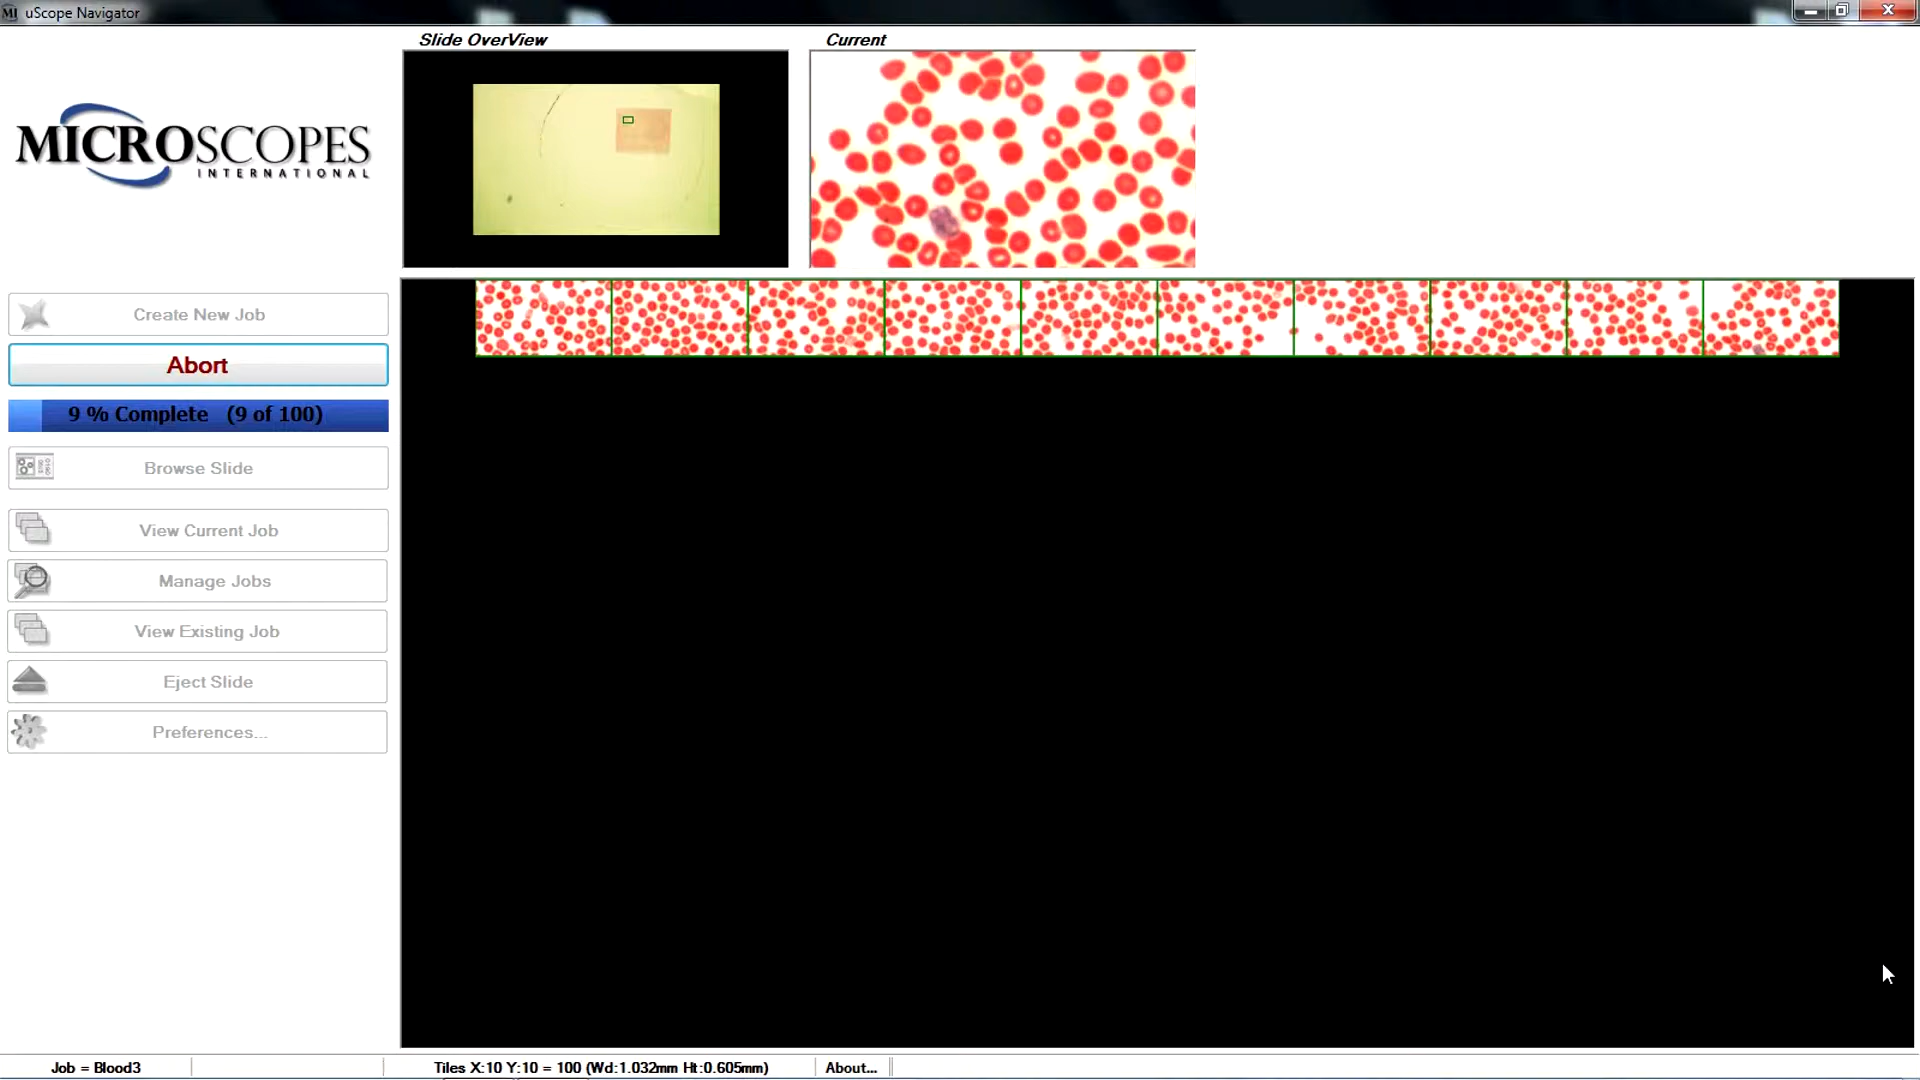 uScope Navigator
Slide OverView
Current
MICROSCOPES
INTERNATIONAL
Create New Job
Abort
9 % Complete (9 of 100)
Browse Slide
View Current Job
Manage Jobs
View Existing Job
Eject Slide
Preferences...
Job = Blood3
Tiles X:10 Y:10 = 100 (Wd:1.032mm Ht:0.605mm)
About...